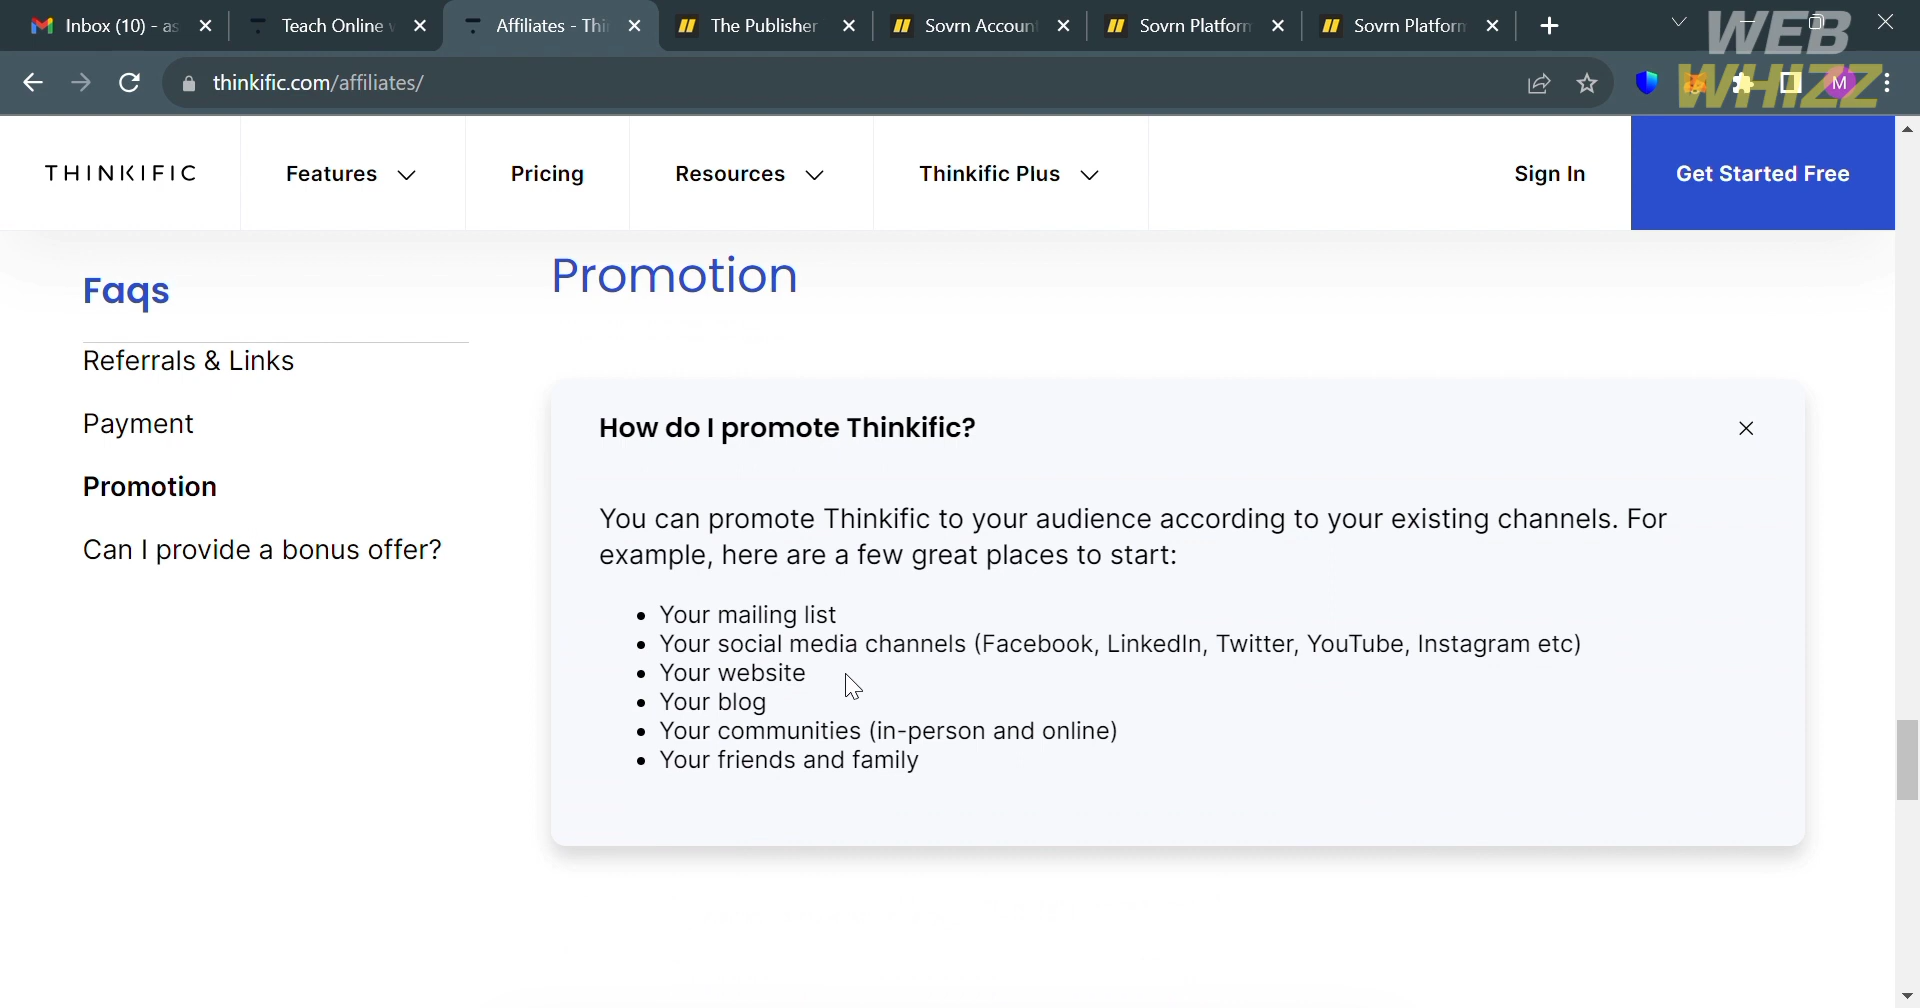 Inbox (10) - as
Teach Online
Affiliates - Thi
The Publisher
Sovrn Account
Sovrn Platform
Sovrn Platform
WEB
WHIZZ
thinkific.com/affiliates/
M
THINKIFIC
Features
Pricing
Resources
Thinkific Plus
Sign In
Get Started Free
Faqs
Referrals & Links
Payment
Promotion
Can I provide a bonus offer?
Promotion
How do I promote Thinkific?
You can promote Thinkific to your audience according to your existing channels. For
example, here are a few great places to start:
• Your mailing list
• Your social media channels (Facebook, LinkedIn, Twitter, YouTube, Instagram etc)
• Your website
• Your blog
• Your communities (in-person and online)
• Your friends and family